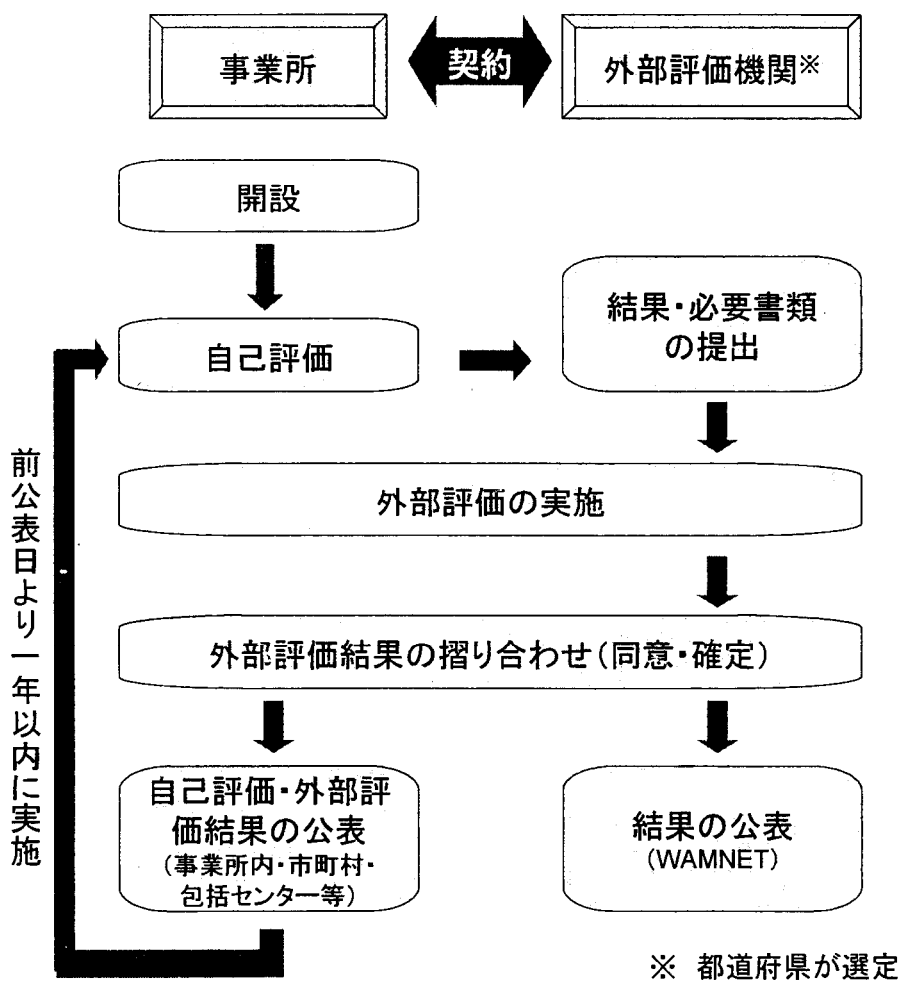 事業所
契約
外部評価機関※
開設
自己評価
結果・必要書類
の提出
外部評価の実施
外部評価結果の摺り合わせ（同意・確定）
自己評価・外部評
価結果の公表
（事業所内・市町村・
包括センター等）
結果の公表
(WAMNET)
前公表日より一年以内に実施
※ 都道府県が選定